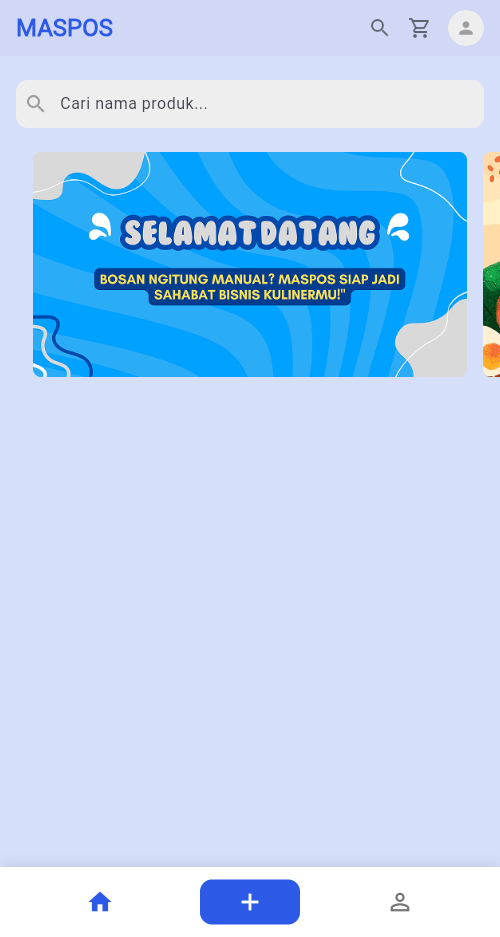 MASPOS
Cari nama produk...
SELAMAT DATANG
BOSAN NGITUNG MANUAL? MASPOS SIAP JADI
SAHABAT BISNIS KULINERMU!"